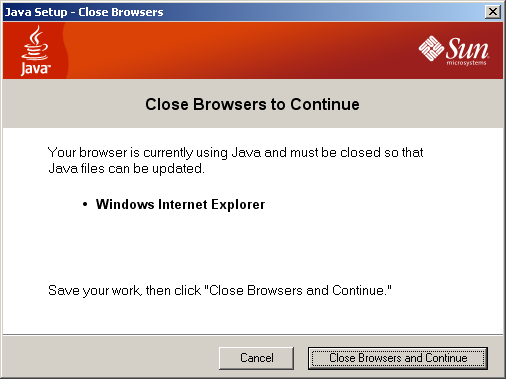 Java Setup - Close Browsers
Java™
Sun
microsystems
Close Browsers to Continue
Your browser is currently using Java and must be closed so that
Java files can be updated.
• Windows Internet Explorer
Save your work, then click "Close Browsers and Continue."
Cancel
Close Browsers and Continue